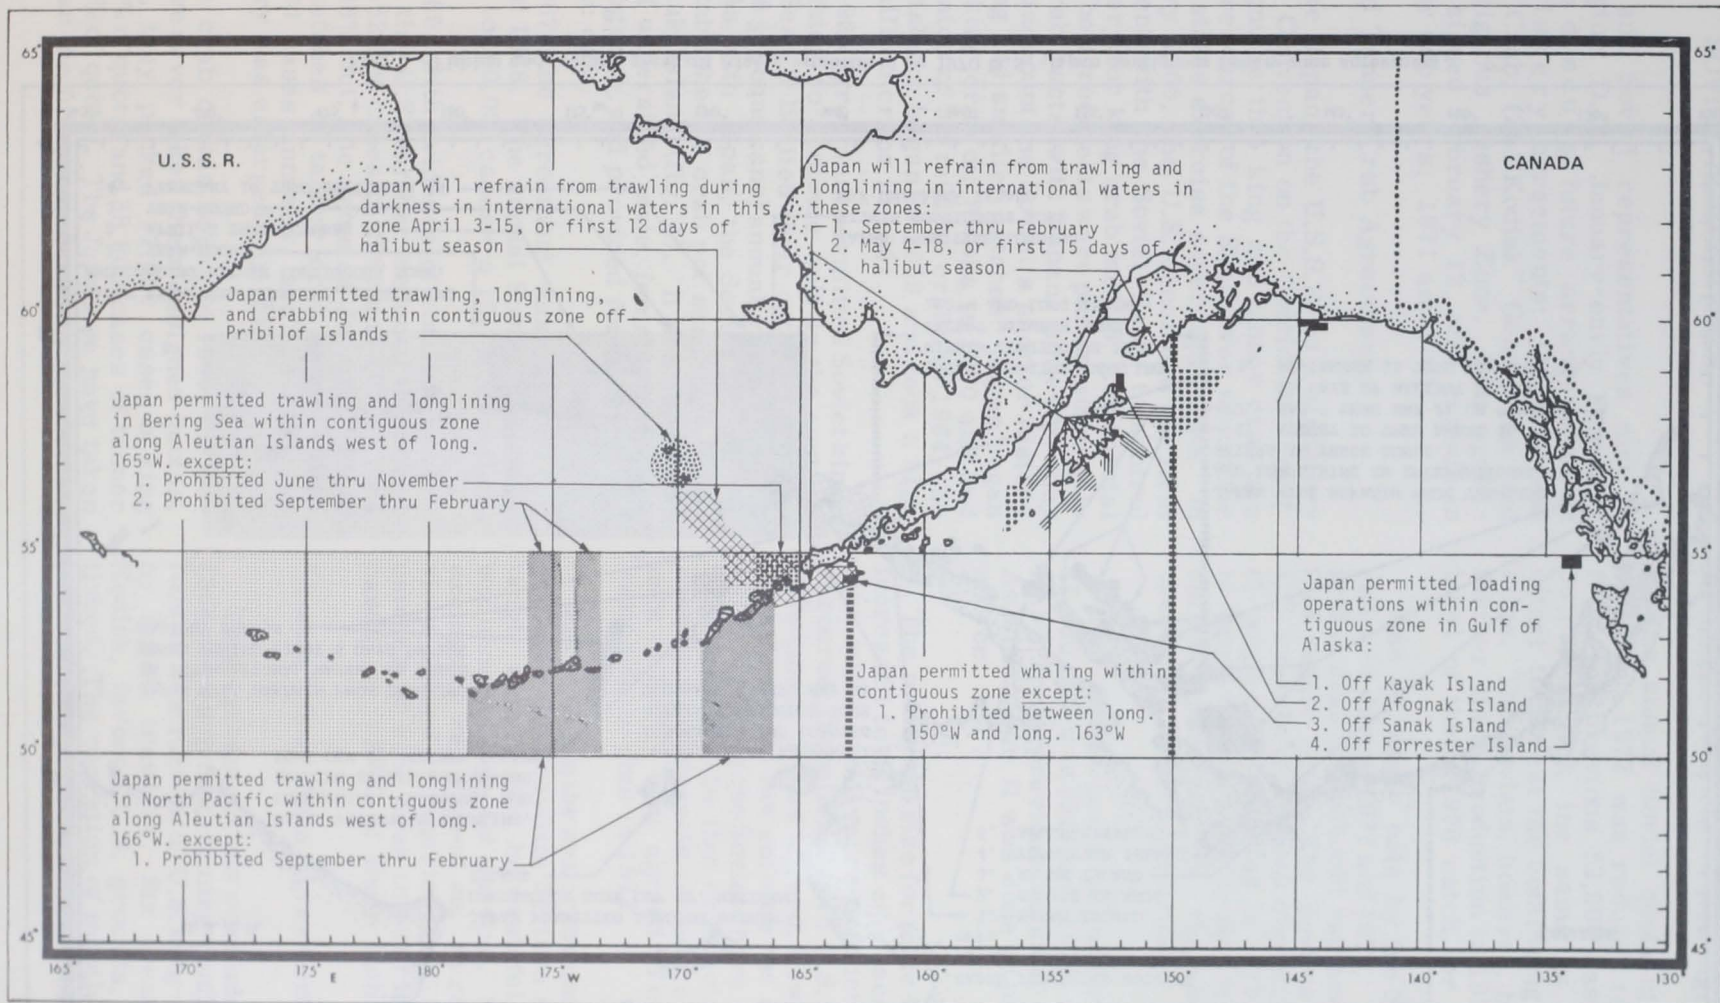 65°
65°
U. S. S. R.
CANADA
Japan will refrain from trawling during
darkness in international waters in this
zone April 3-15, or first 12 days of
halibut season
Japan will refrain from trawling and
longlining in international waters in
these zones:
1. September thru February
2. May 4-18, or first 15 days of
halibut season
Japan permitted trawling, longlining,
and crabbing within contiguous zone off
Pribilof Islands
60°
60°
Japan permitted trawling and longlining
in Bering Sea within contiguous zone
along Aleutian Islands west of long.
165°W. except:
1. Prohibited June thru November
2. Prohibited September thru February
55°
55°
Japan permitted loading
operations within con-
tiguous zone in Gulf of
Alaska:
1. Off Kayak Island
2. Off Afognak Island
3. Off Sanak Island
4. Off Forrester Island
Japan permitted whaling within
contiguous zone except:
1. Prohibited between long.
150°W and long. 163°W
50°
50°
Japan permitted trawling and longlining
in North Pacific within contiguous zone
along Aleutian Islands west of long.
166°W. except:
1. Prohibited September thru February
45°
45°
165° 170° 175° E 180° 175° W 170° 165° 160° 155° 150° 145° 140° 135° 130°